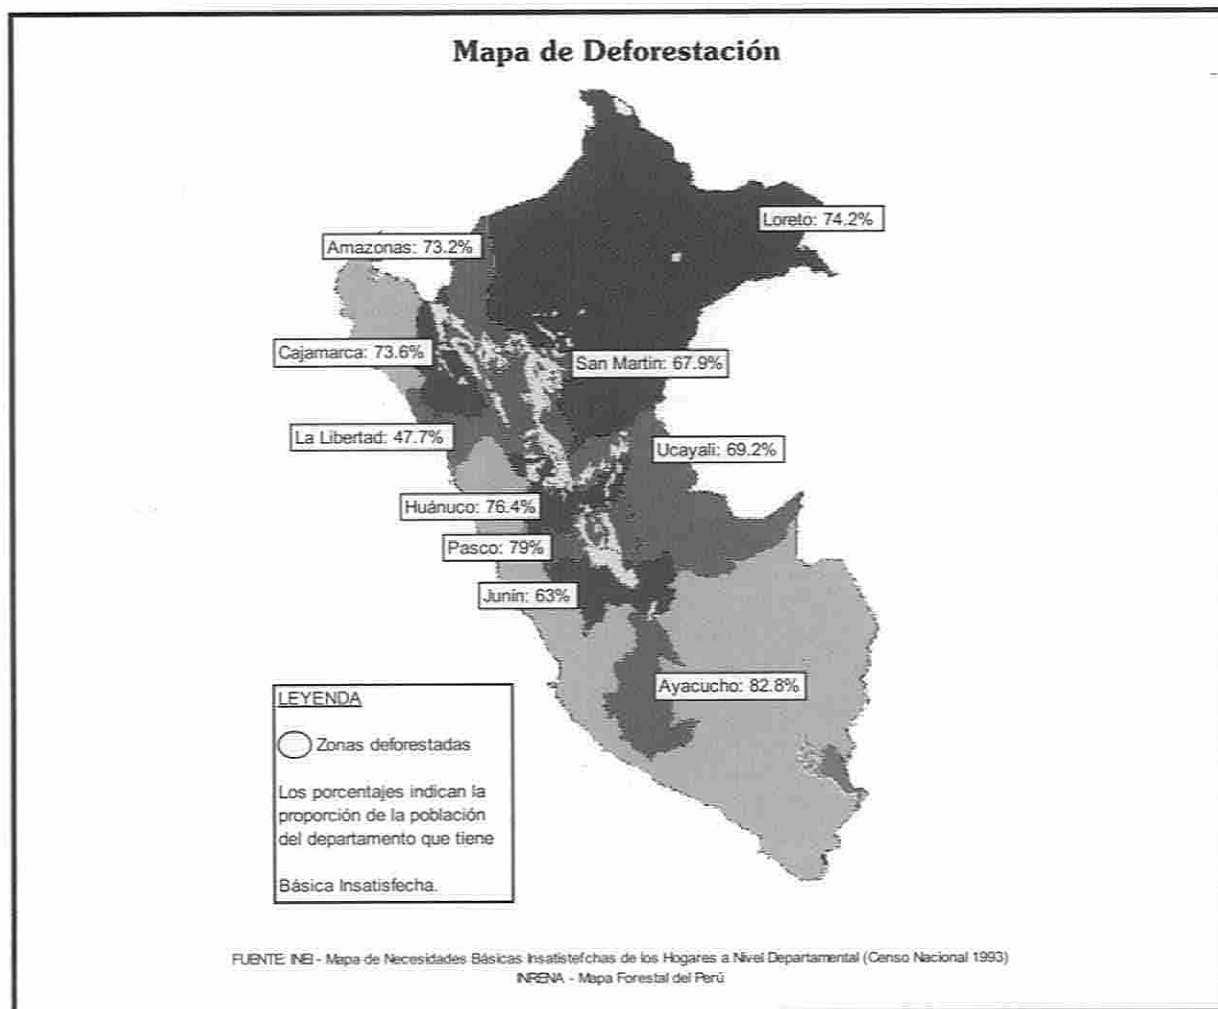 Mapa de Deforestación
Loreto: 74.2%
Amazonas: 73.2%
Cajamarca: 73.6%
San Martin: 67.9%
La Libertad: 47.7%
Ucayali: 69.2%
Huánuco: 76.4%
Pasco: 79%
Junín: 63%
Ayacucho: 82.8%
LEYENDA
Zonas deforestadas
Los porcentajes indican la
proporción de la población
del departamento que tiene
Básica Insatisfecha.
FUENTE: INEI - Mapa de Necesidades Básicas Insatistefchas de los Hogares a Nivel Departamental (Censo Nacional 1993)
INRENA - Mapa Forestal del Perú